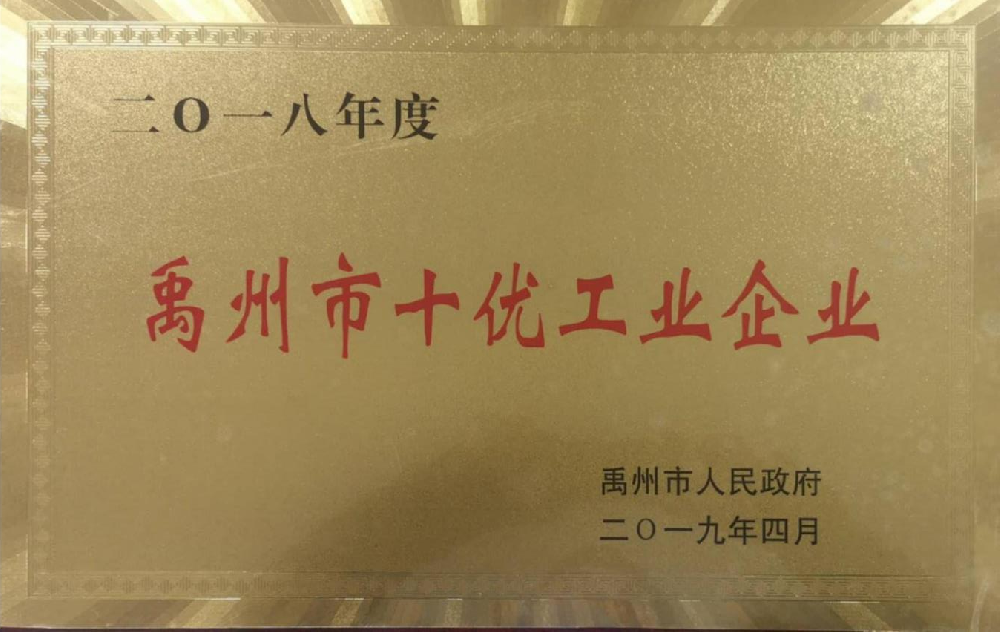 二O一八年度
禹州市十优工业企业
禹州市人民政府
二O一九年四月